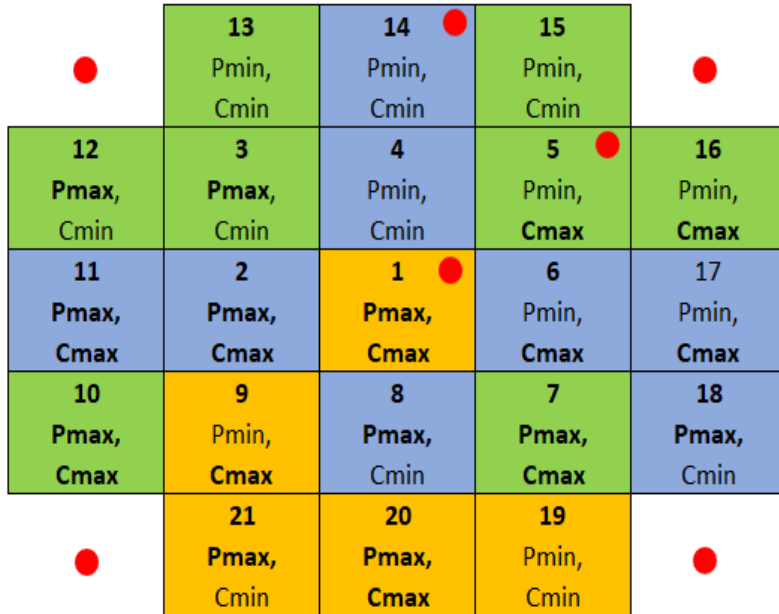 13 14 15
Pmin, Pmin, Pmin,
Cmin Cmin Cmin
12 3 4 5 16
Pmax, Pmax, Pmin, Pmin, Pmin,
Cmin Cmin Cmin Cmax Cmax
11 2 1 6 17
Pmax, Pmax, Pmax, Pmin, Pmin,
Cmax Cmax Cmax Cmax Cmax
10 9 8 7 18
Pmax, Pmin, Pmax, Pmax, Pmax,
Cmax Cmax Cmin Cmax Cmin
21 20 19
Pmax, Pmax, Pmin,
Cmin Cmax Cmin